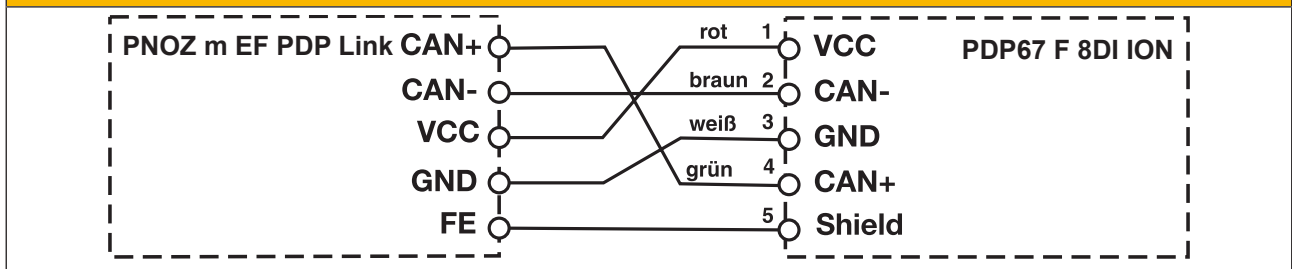 PNOZ m EF PDP Link CAN+ rot 1 VCC PDP67 F 8DI ION
CAN- braun 2 CAN-
VCC weiß 3 GND
GND grün 4 CAN+
FE 5 Shield